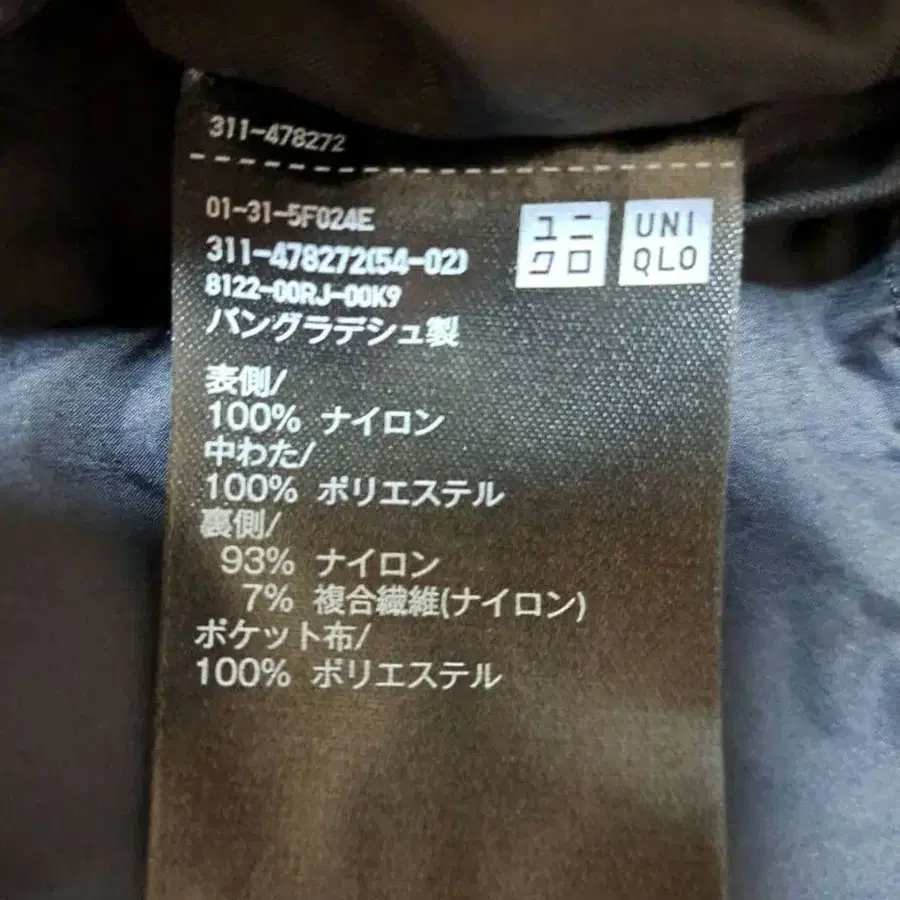 311-478272
01-31-5F024E
311-478272(54-02)
8122-00RJ-00K9
バングラデシュ製
ユニ
クロ
UNI
QLO
表側/
100% ナイロン
中わた/
100% ポリエステル
裏側/
93% ナイロン
7% 複合繊維(ナイロン)
ポケット布/
100% ポリエステル